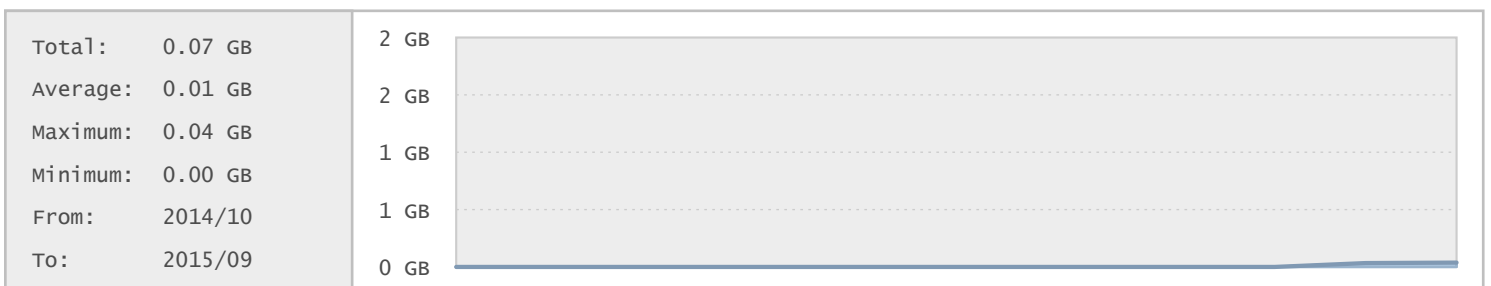 Total: 0.07 GB
Average: 0.01 GB
Maximum: 0.04 GB
Minimum: 0.00 GB
From: 2014/10
To: 2015/09
2 GB
2 GB
1 GB
1 GB
0 GB